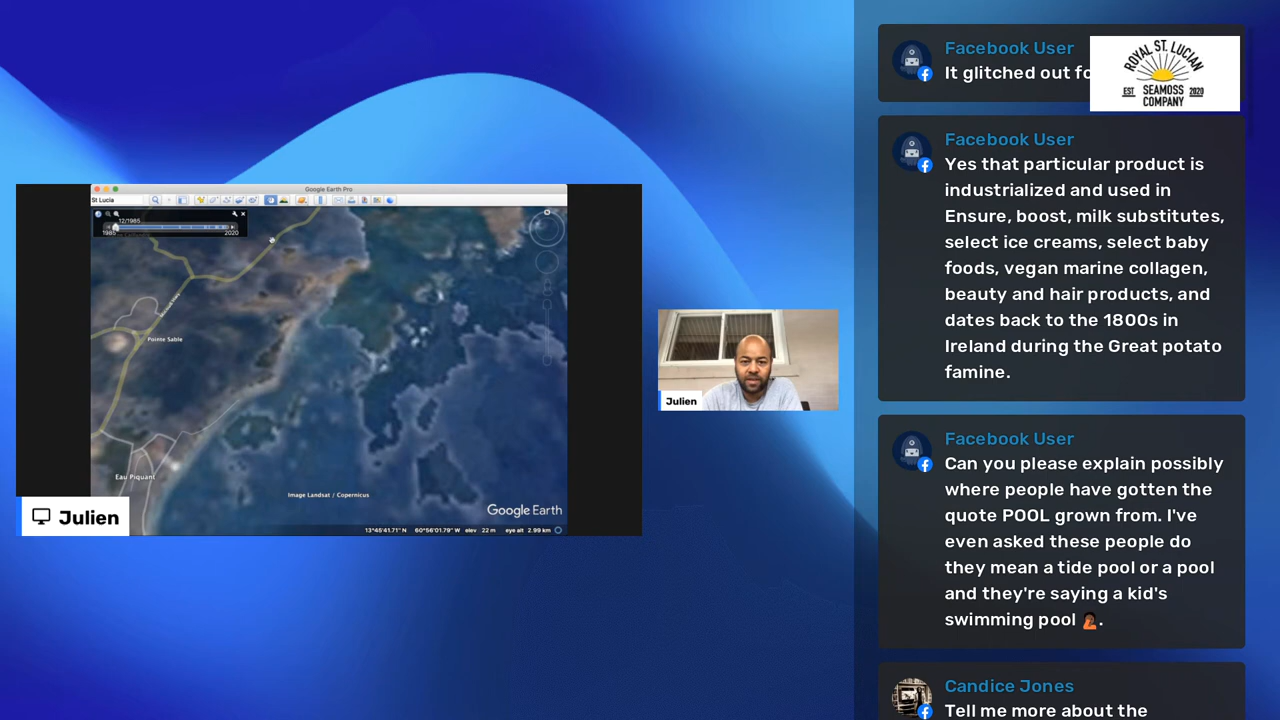 Google Earth Pro
St Lucia
12/1985
1985
2020
Pointe Sable
Eau Piquant
Image Landsat / Copernicus
Google Earth
13°45'41.71" N 60°56'01.79" W elev 22 m eye alt 2.99 km
Julien
Julien
Facebook User
It glitched out fo
ROYAL ST. LUCIAN
EST 2020
SEAMOSS
COMPANY
Facebook User
Yes that particular product is
industrialized and used in
Ensure, boost, milk substitutes,
select ice creams, select baby
foods, vegan marine collagen,
beauty and hair products, and
dates back to the 1800s in
Ireland during the Great potato
famine.
Facebook User
Can you please explain possibly
where people have gotten the
quote POOL grown from. I've
even asked these people do
they mean a tide pool or a pool
and they're saying a kid's
swimming pool 🤦🏾.
Candice Jones
Tell me more about the